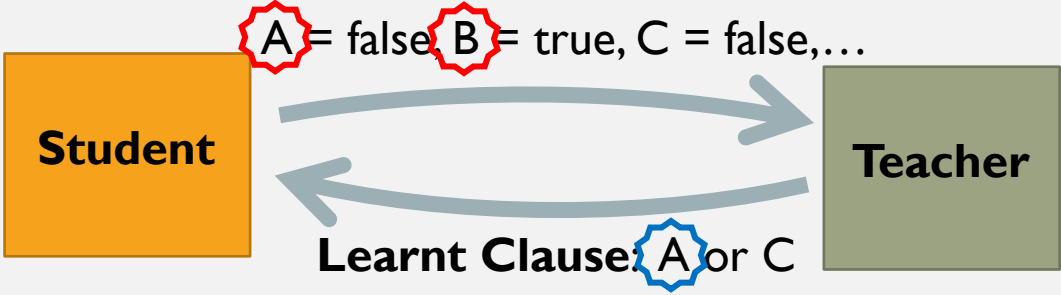 A = false, B = true, C = false,…
Student
Teacher
Learnt Clause: A or C